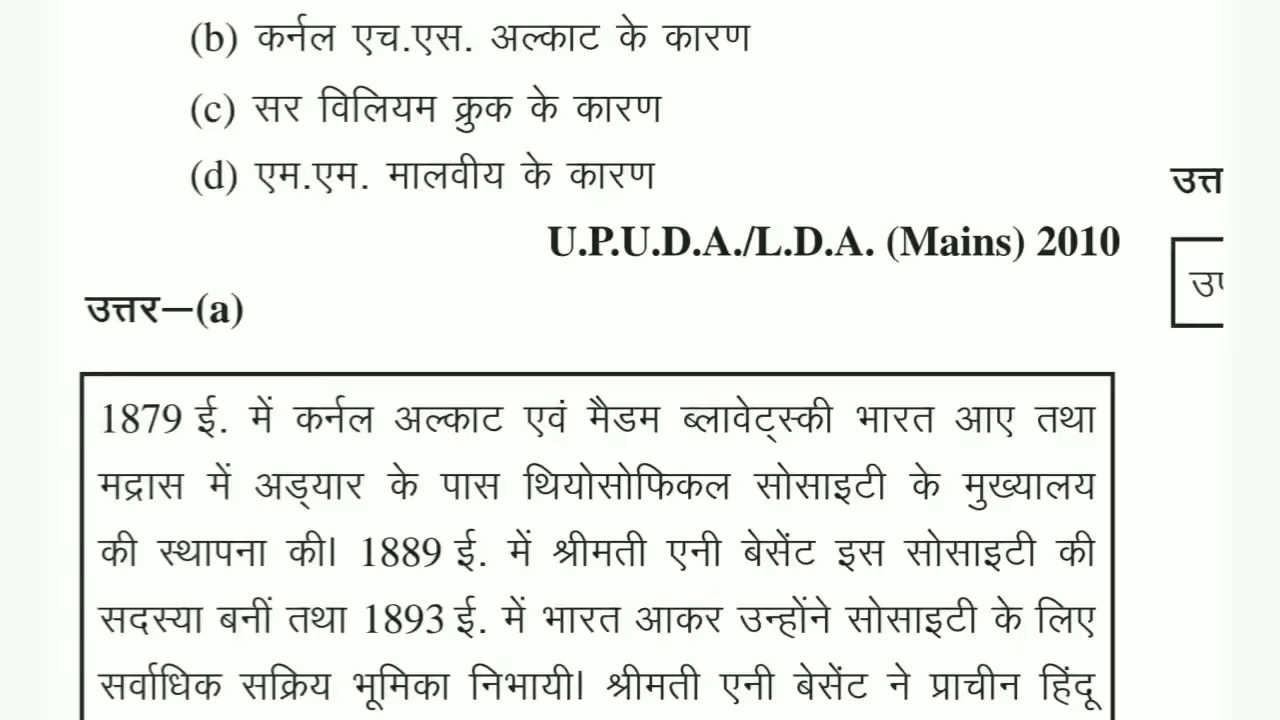 (b) कर्नल एच.एस. अल्काट के कारण
(c) सर विलियम क्रुक के कारण
(d) एम.एम. मालवीय के कारण
U.P.U.D.A./L.D.A. (Mains) 2010
उत्तर—(a)
1879 ई. में कर्नल अल्काट एवं मैडम ब्लावेट्स्की भारत आए तथा
मद्रास में अड्यार के पास थियोसोफिकल सोसाइटी के मुख्यालय
की स्थापना की। 1889 ई. में श्रीमती एनी बेसेंट इस सोसाइटी की
सदस्या बनीं तथा 1893 ई. में भारत आकर उन्होंने सोसाइटी के लिए
सर्वाधिक सक्रिय भूमिका निभायी। श्रीमती एनी बेसेंट ने प्राचीन हिंदू
उत्त